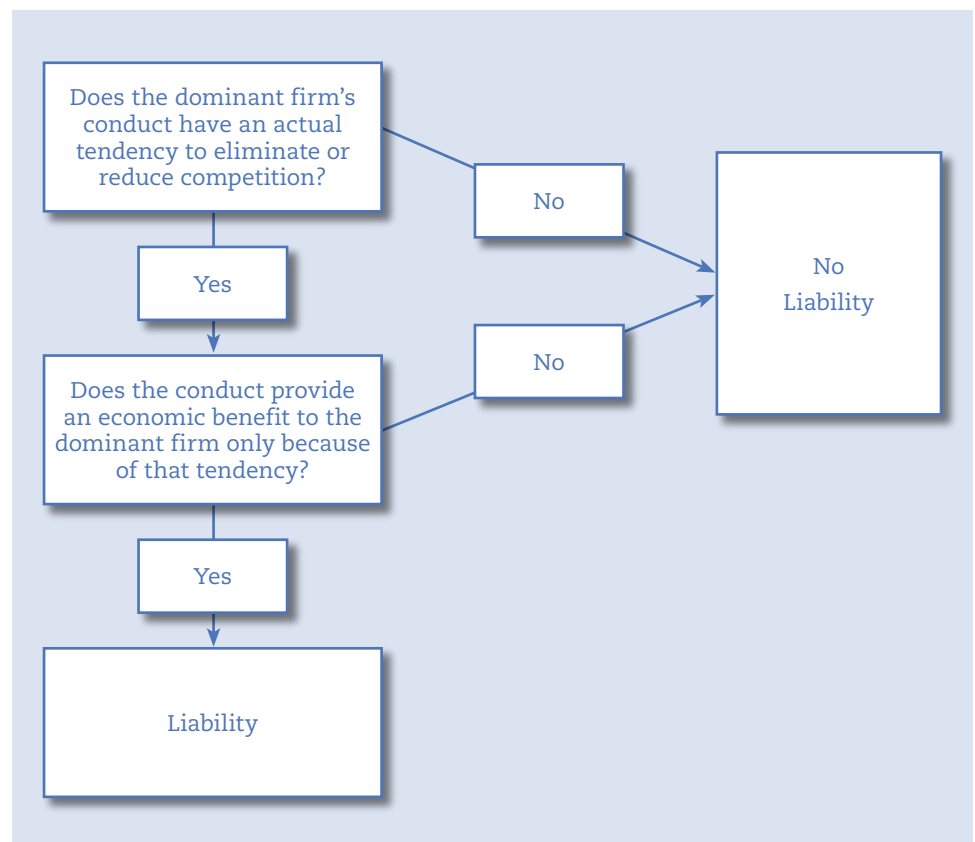 Does the dominant firm’s
conduct have an actual
tendency to eliminate or
reduce competition?
No
Yes
No
Liability
Does the conduct provide
an economic benefit to the
dominant firm only because
of that tendency?
No
Yes
Liability